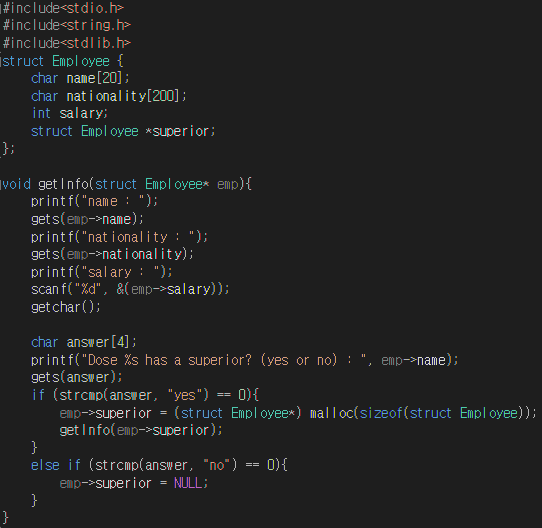 #include<stdio.h>
#include<string.h>
#include<stdlib.h>
struct Employee {
    char name[20];
    char nationality[200];
    int salary;
    struct Employee *superior;
};

void getInfo(struct Employee* emp){
    printf("name : ");
    gets(emp->name);
    printf("nationality : ");
    gets(emp->nationality);
    printf("salary : ");
    scanf("%d", &(emp->salary));
    getchar();

    char answer[4];
    printf("Dose %s has a superior? (yes or no) : ", emp->name);
    gets(answer);
    if (strcmp(answer, "yes") == 0){
        emp->superior = (struct Employee*) malloc(sizeof(struct Employee));
        getInfo(emp->superior);
    }
    else if (strcmp(answer, "no") == 0){
        emp->superior = NULL;
    }
}